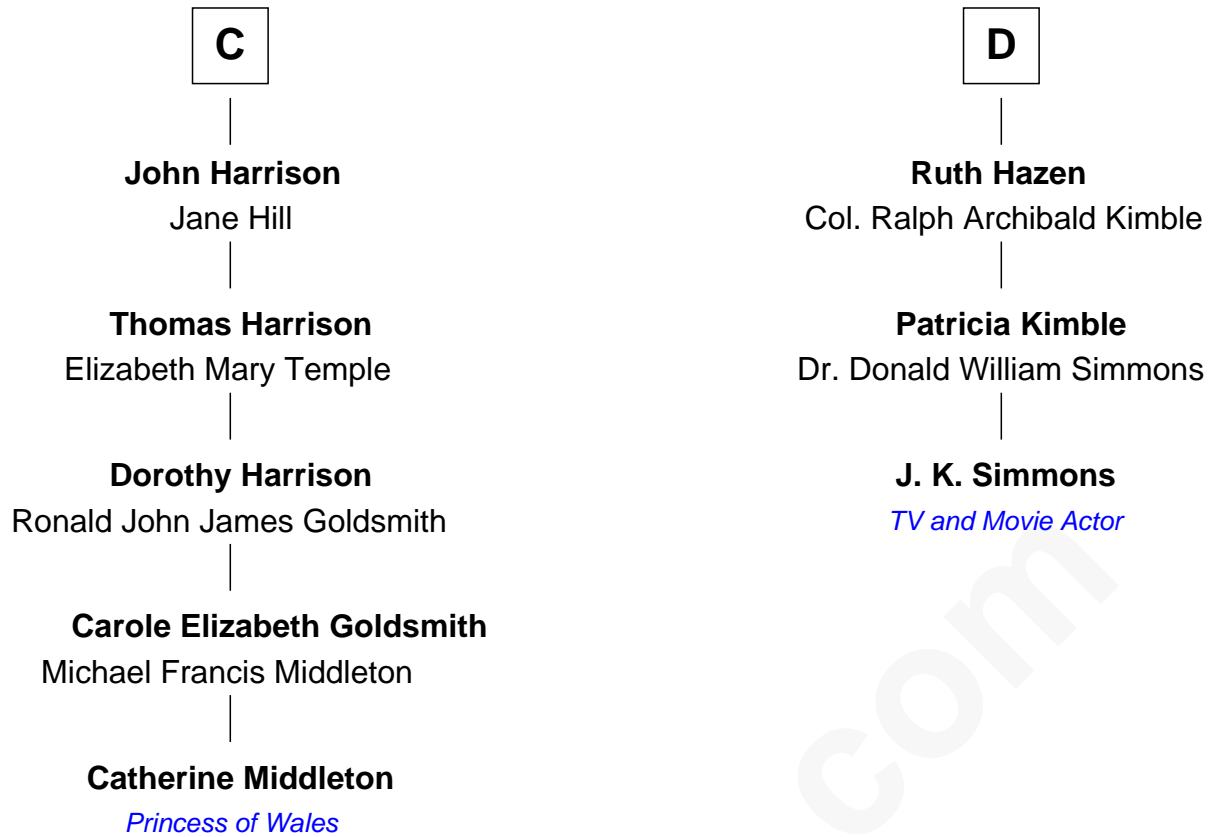 C
John Harrison
Jane Hill
Thomas Harrison
Elizabeth Mary Temple
Dorothy Harrison
Ronald John James Goldsmith
Carole Elizabeth Goldsmith
Michael Francis Middleton
Catherine Middleton
Princess of Wales
D
Ruth Hazen
Col. Ralph Archibald Kimble
Patricia Kimble
Dr. Donald William Simmons
J. K. Simmons
TV and Movie Actor
com